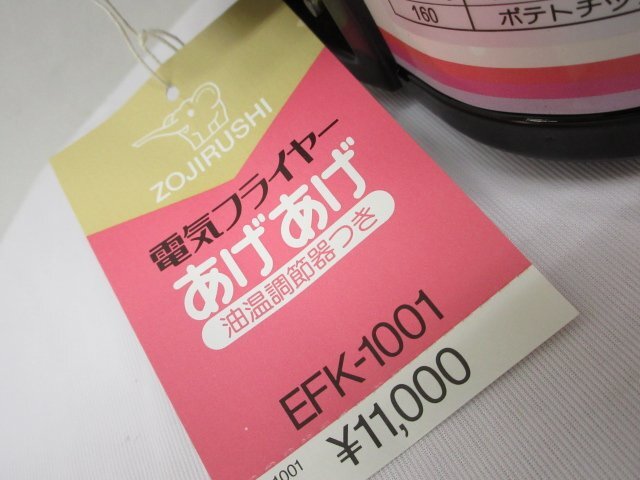 ZOJIRUSHI
電気フライヤー
あげあげ
油温調節器つき
EFK-1001
¥11,000
1001
160 ポテトチッ